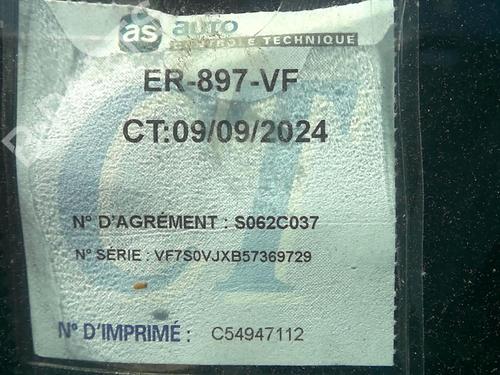 as auto
CONTRÔLE TECHNIQUE
ER-897-VF
CT:09/09/2024
N° D'AGRÉMENT : S062C037
N° SÉRIE : VF7S0VJXB57369729
N° D'IMPRIMÉ : C54947112